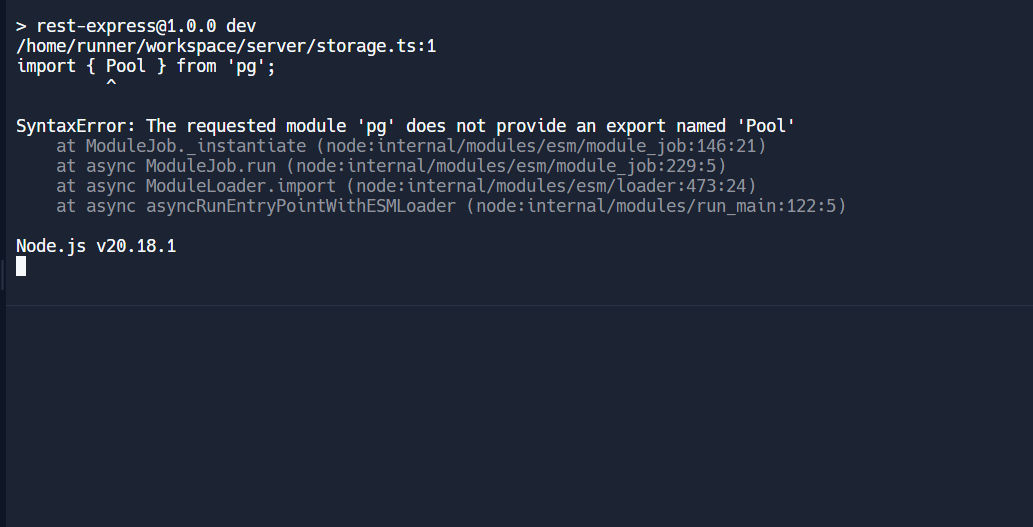 > rest-express@1.0.0 dev
/home/runner/workspace/server/storage.ts:1
import { Pool } from 'pg';
         ^
SyntaxError: The requested module 'pg' does not provide an export named 'Pool'
    at ModuleJob._instantiate (node:internal/modules/esm/module_job:146:21)
    at async ModuleJob.run (node:internal/modules/esm/module_job:229:5)
    at async ModuleLoader.import (node:internal/modules/esm/loader:473:24)
    at async asyncRunEntryPointWithESMLoader (node:internal/modules/run_main:122:5)
Node.js v20.18.1